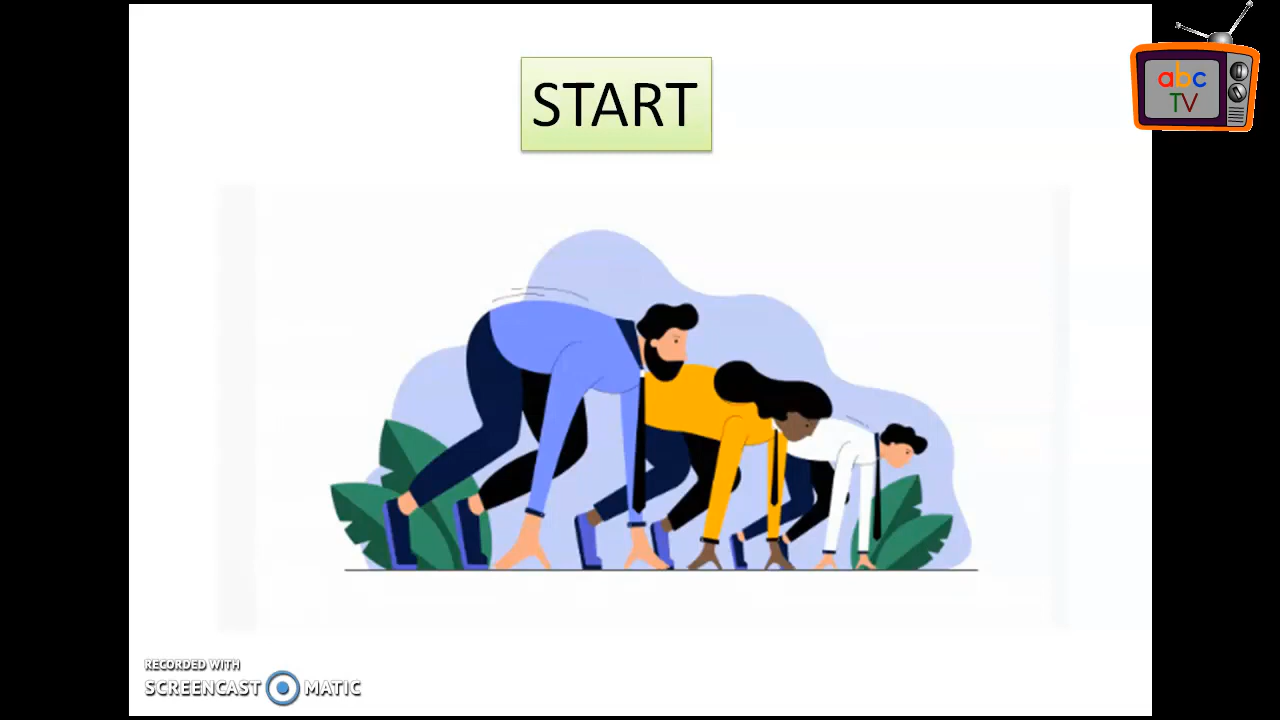 START
abc
TV
RECORDED WITH
SCREENCAST MATIC